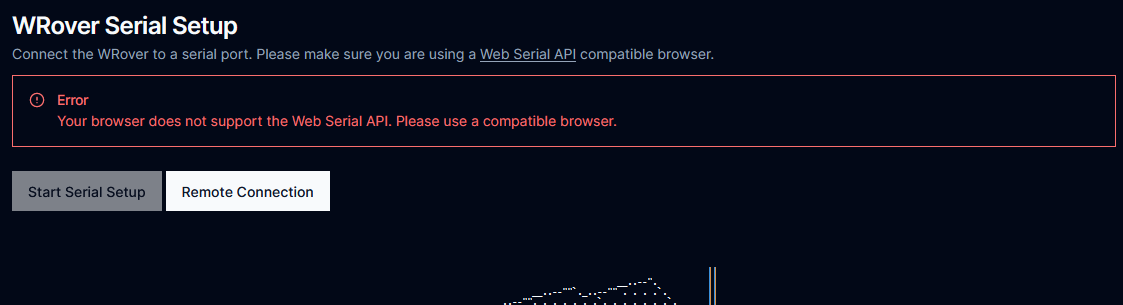 WRover Serial Setup
Connect the WRover to a serial port. Please make sure you are using a Web Serial API compatible browser.
Error
Your browser does not support the Web Serial API. Please use a compatible browser.
Start Serial Setup Remote Connection